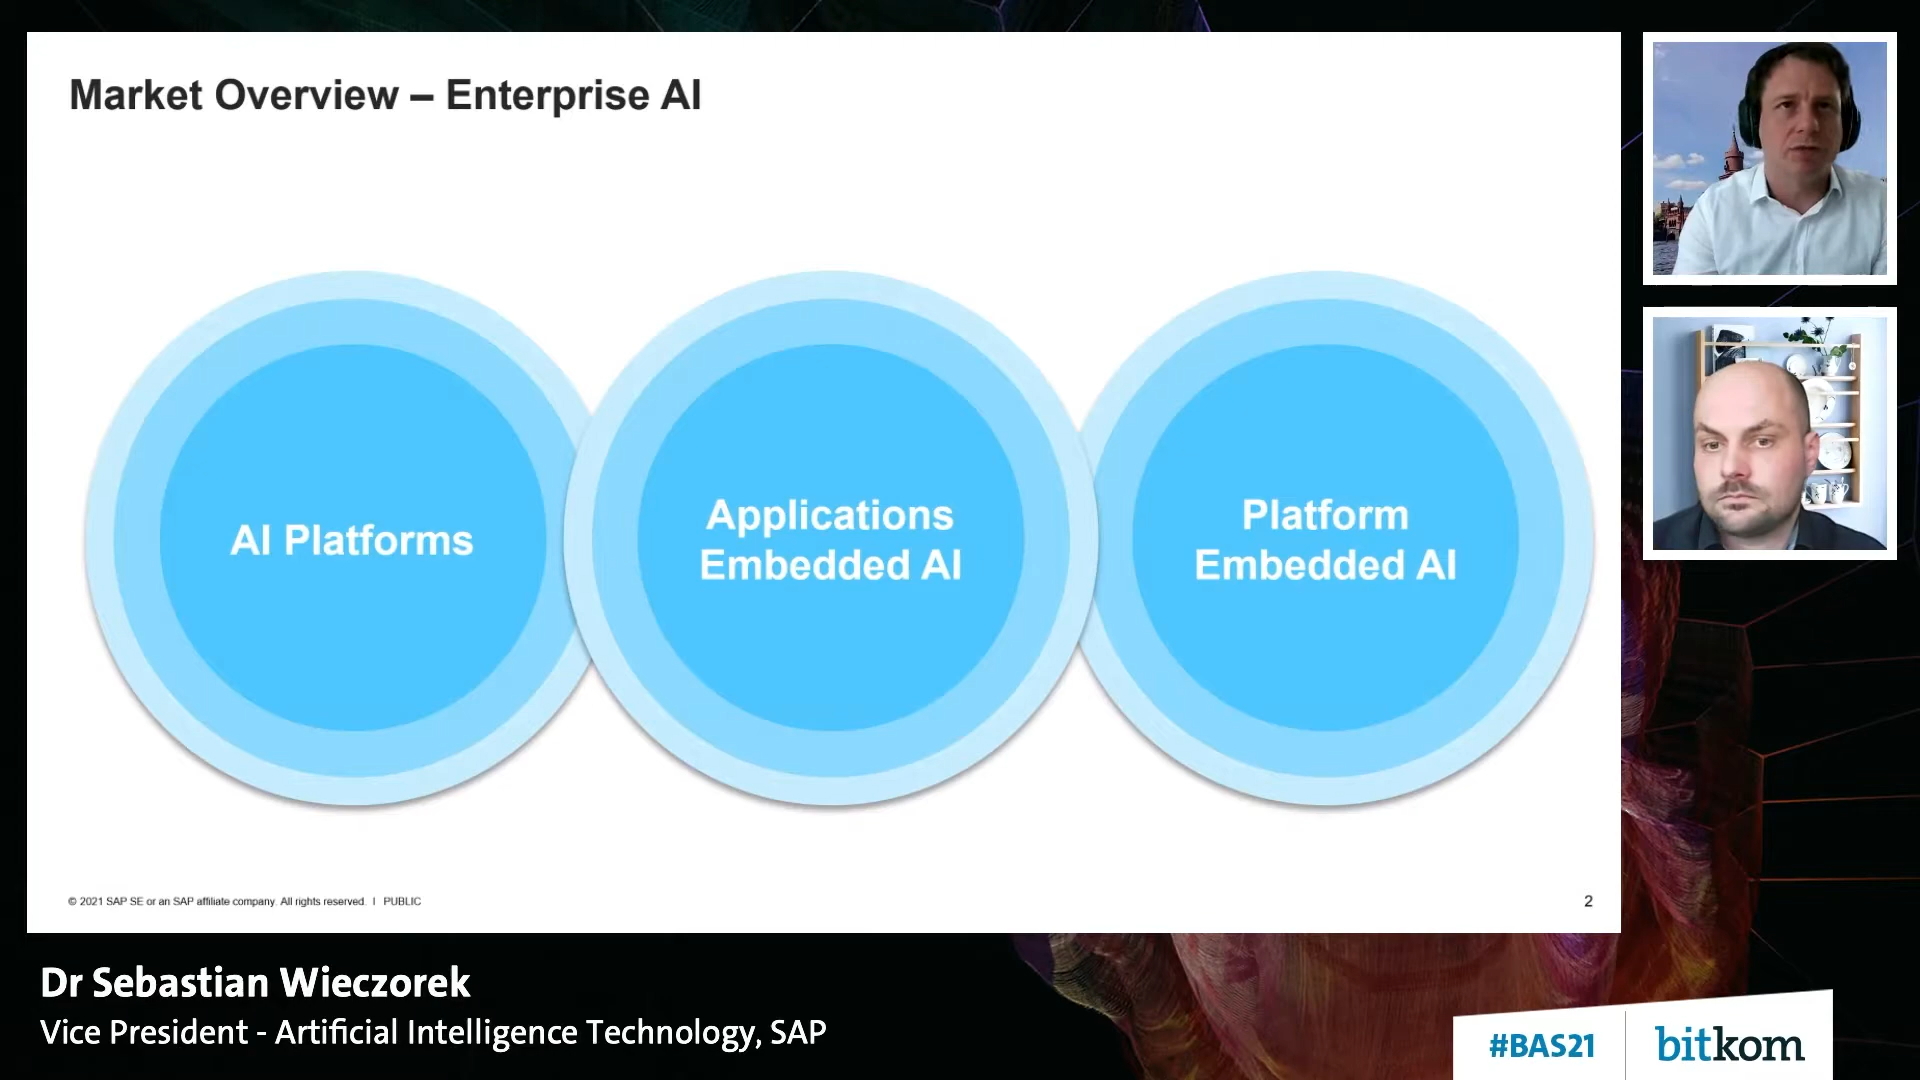 Market Overview – Enterprise AI
AI Platforms
Applications
Embedded AI
Platform
Embedded AI
© 2021 SAP SE or an SAP affiliate company. All rights reserved. I PUBLIC
2
Dr Sebastian Wieczorek
Vice President - Artificial Intelligence Technology, SAP
#BAS21
bitkom